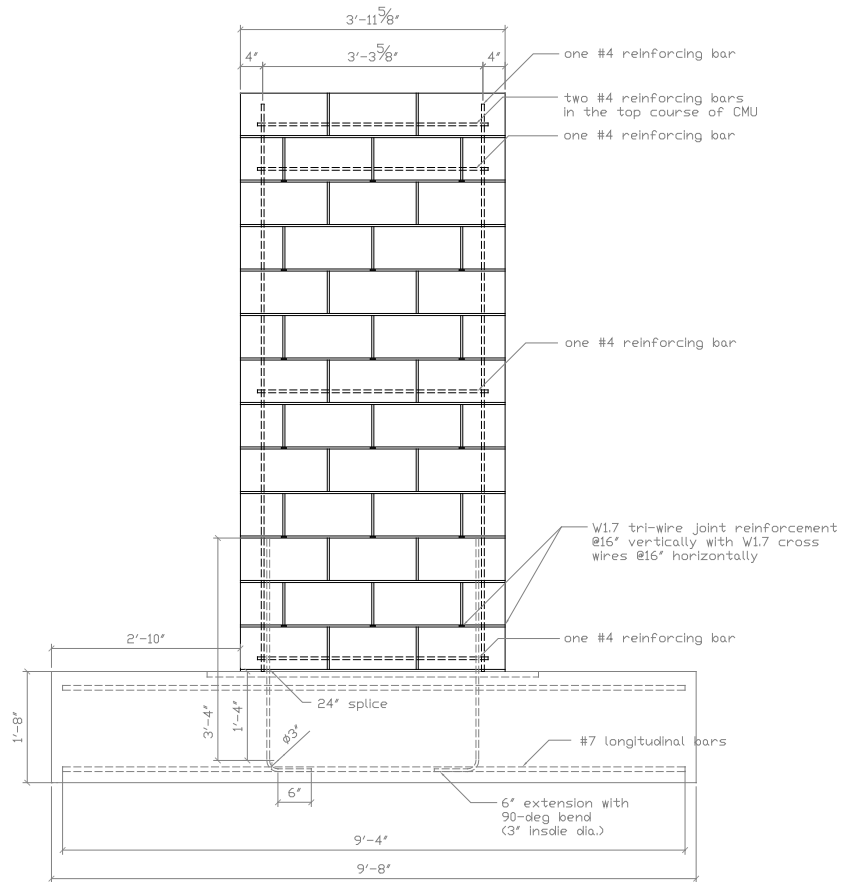 3'-11 5/8"
4"
3'-3 5/8"
4"
one #4 reinforcing bar
two #4 reinforcing bars
in the top course of CMU
one #4 reinforcing bar
one #4 reinforcing bar
W1.7 tri-wire joint reinforcement
@16" vertically with W1.7 cross
wires @16" horizontally
2'-10"
one #4 reinforcing bar
1'-8"
3'-4"
1'-4"
24" splice
ø3"
#7 longitudinal bars
6"
6" extension with
90-deg bend
(3" insdie dia.)
9'-4"
9'-8"